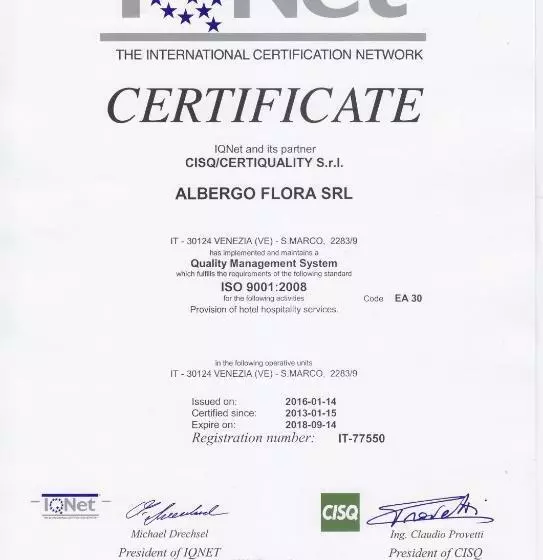 IQNet
THE INTERNATIONAL CERTIFICATION NETWORK
CERTIFICATE
IQNet and its partner
CISQ/CERTIQUALITY S.r.l.
ALBERGO FLORA SRL
IT - 30124 VENEZIA (VE) - S.MARCO, 2283/9
has implemented and maintains a
Quality Management System
which fulfills the requirements of the following standard
ISO 9001:2008
for the following activities Code EA 30
Provision of hotel hospitality services.
in the following operative units
IT - 30124 VENEZIA (VE) - S.MARCO, 2283/9
Issued on: 2016-01-14
Certified since: 2013-01-15
Expire on: 2018-09-14
Registration number: IT-77550
IQNet
CISQ
Michael Drechsel
Ing. Claudio Provetti
President of IQNET
President of CISQ